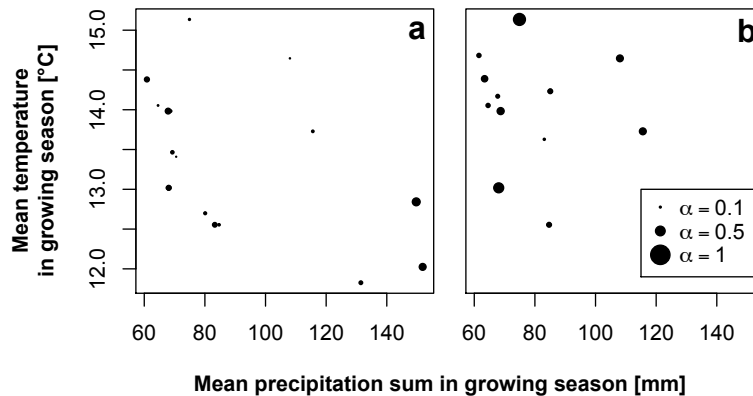 a b
Mean temperature
in growing season [°C]
15.0
14.0
13.0
12.0
α = 0.1
α = 0.5
α = 1
60 80 100 120 140 60 80 100 120 140
Mean precipitation sum in growing season [mm]